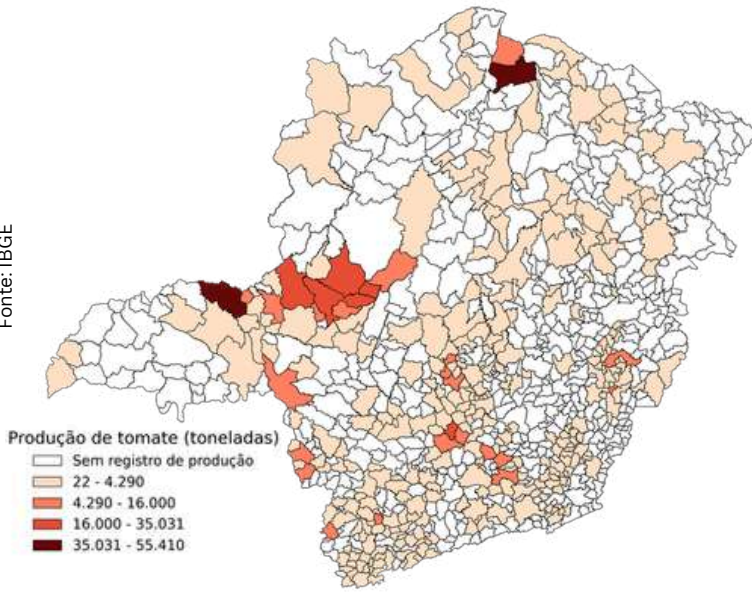 Fonte: IBGE
Produção de tomate (toneladas)
Sem registro de produção
22 - 4.290
4.290 - 16.000
16.000 - 35.031
35.031 - 55.410